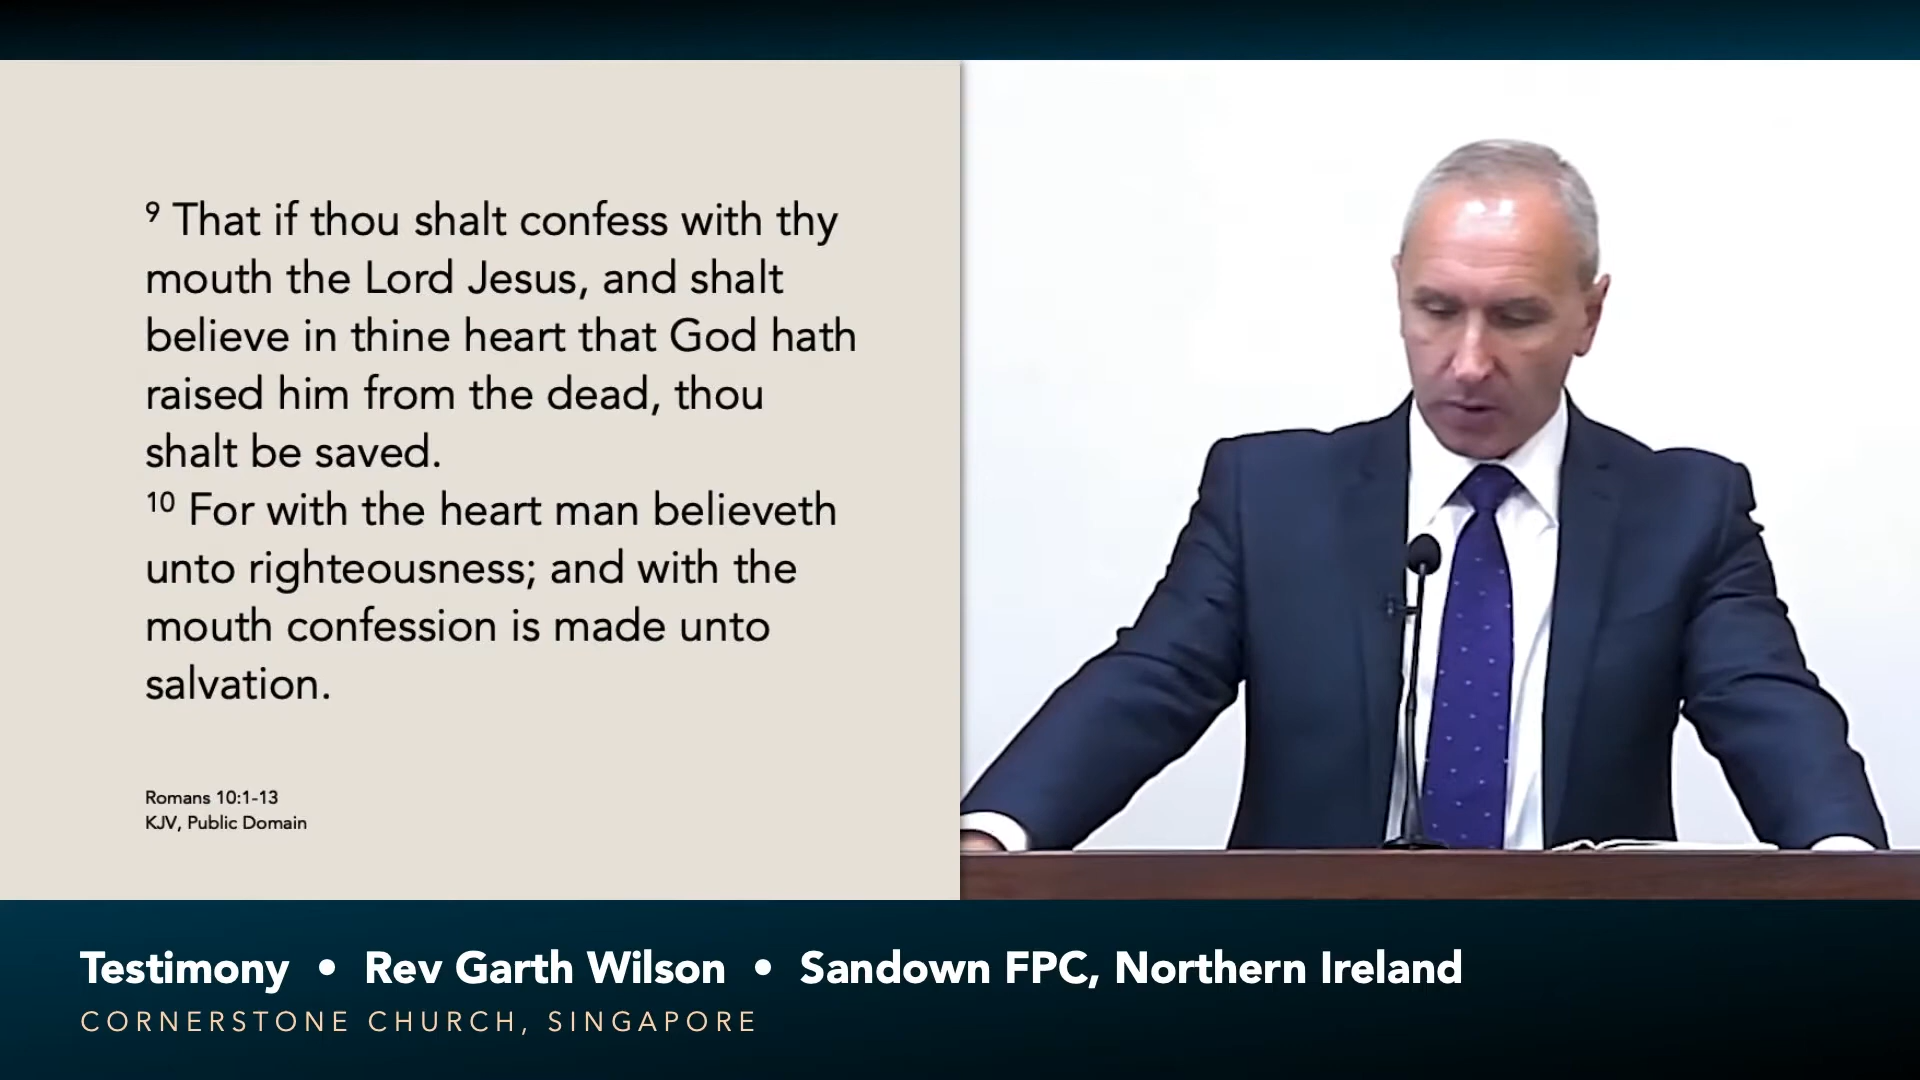 9 That if thou shalt confess with thy
mouth the Lord Jesus, and shalt
believe in thine heart that God hath
raised him from the dead, thou
shalt be saved.
10 For with the heart man believeth
unto righteousness; and with the
mouth confession is made unto
salvation.
Romans 10:1-13
KJV, Public Domain
Testimony • Rev Garth Wilson • Sandown FPC, Northern Ireland
CORNERSTONE CHURCH, SINGAPORE